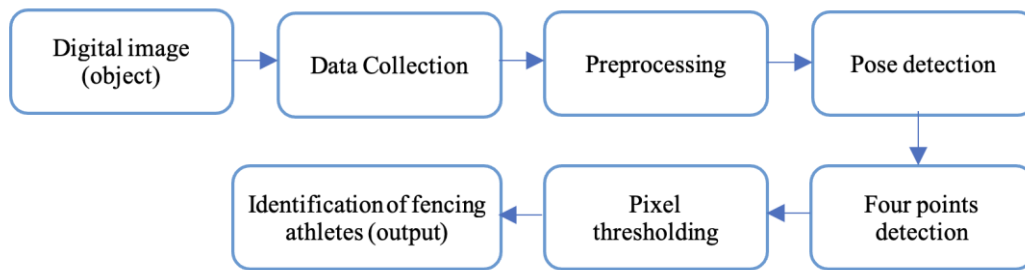 Digital image
(object)
Data Collection
Preprocessing
Pose detection
Four points
detection
Pixel
thresholding
Identification of fencing
athletes (output)